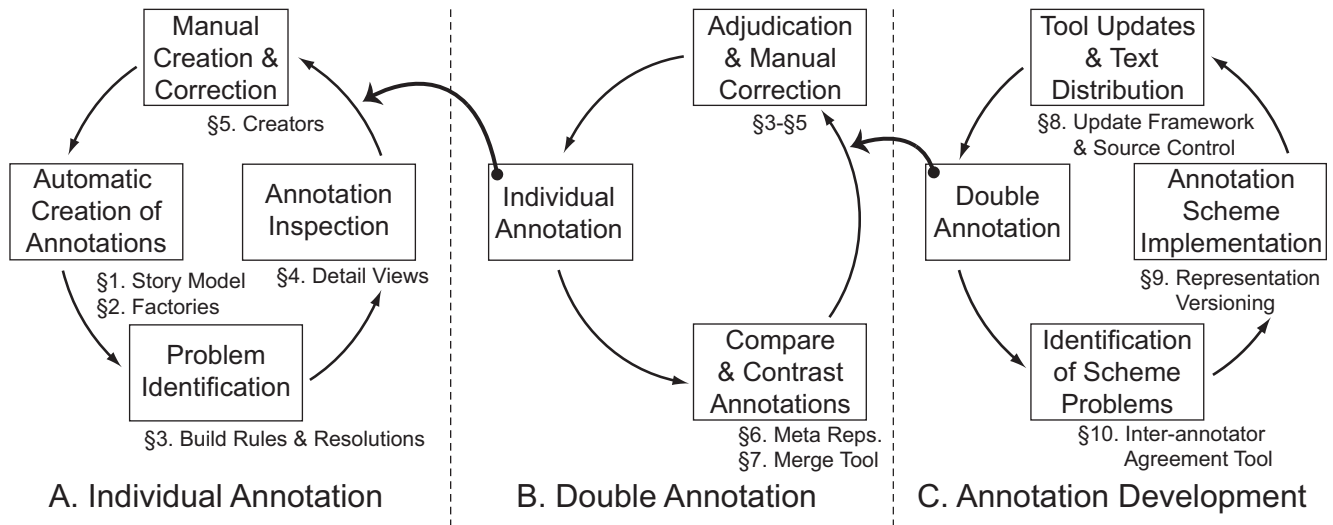 Manual
Creation &
Correction
§5. Creators
Automatic
Creation of
Annotations
§1. Story Model
§2. Factories
Annotation
Inspection
§4. Detail Views
Problem
Identification
§3. Build Rules & Resolutions
A. Individual Annotation
Adjudication
& Manual
Correction
§3-§5
Individual
Annotation
Compare
& Contrast
Annotations
§6. Meta Reps.
§7. Merge Tool
B. Double Annotation
Tool Updates
& Text
Distribution
§8. Update Framework
& Source Control
Double
Annotation
Annotation
Scheme
Implementation
§9. Representation
Versioning
Identification
of Scheme
Problems
§10. Inter-annotator
Agreement Tool
C. Annotation Development